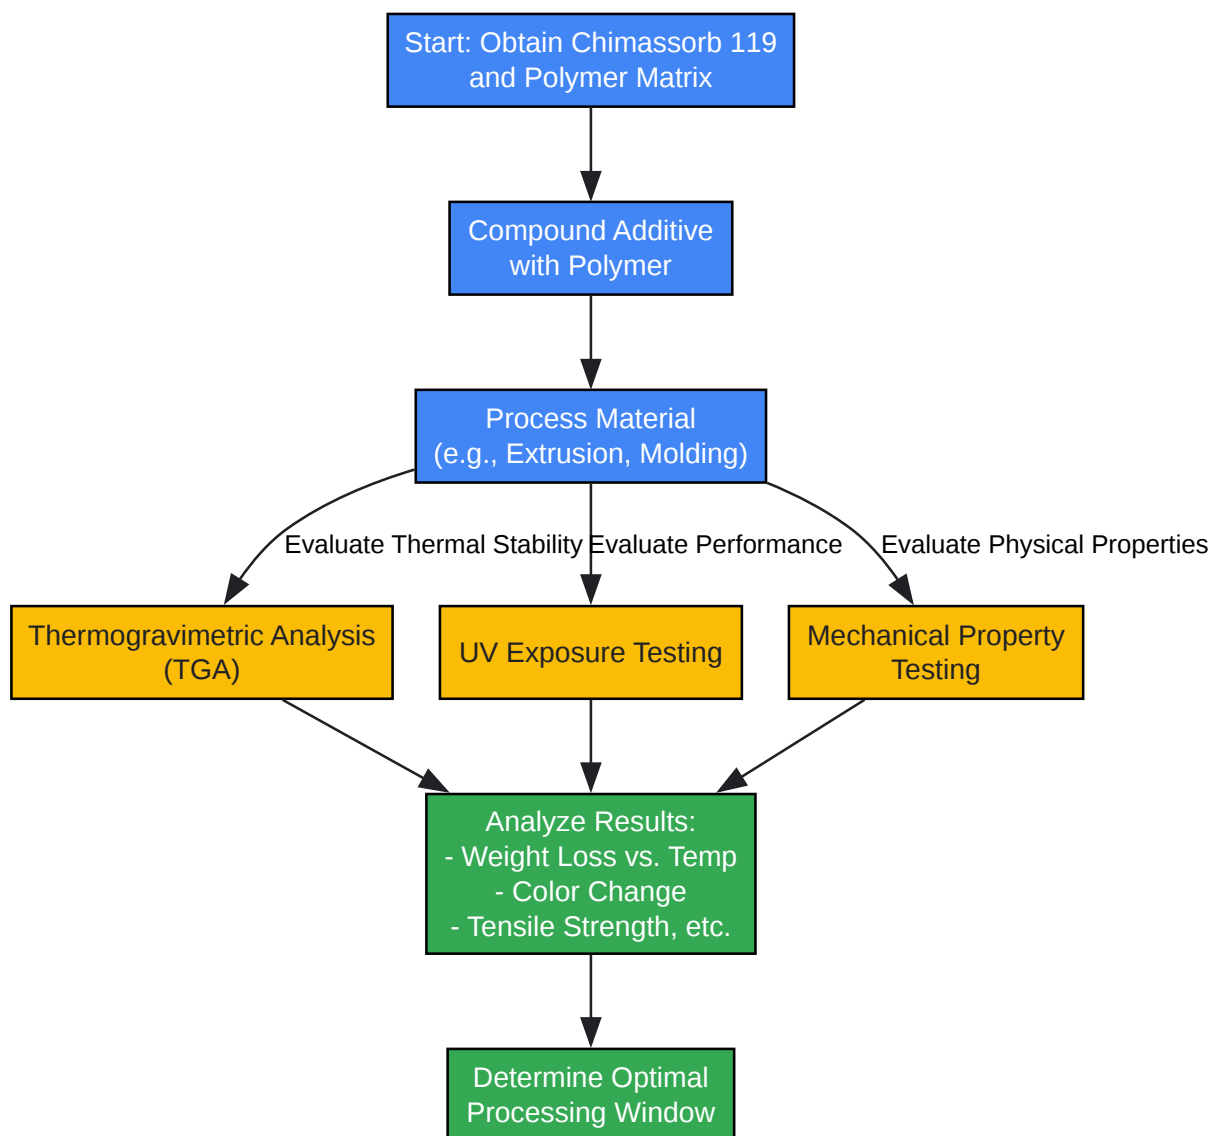 Start: Obtain Chimassorb 119
and Polymer Matrix
Compound Additive
with Polymer
Process Material
(e.g., Extrusion, Molding)
Evaluate Thermal Stability
Evaluate Performance
Evaluate Physical Properties
Thermogravimetric Analysis
(TGA)
UV Exposure Testing
Mechanical Property
Testing
Analyze Results:
- Weight Loss vs. Temp
- Color Change
- Tensile Strength, etc.
Determine Optimal
Processing Window